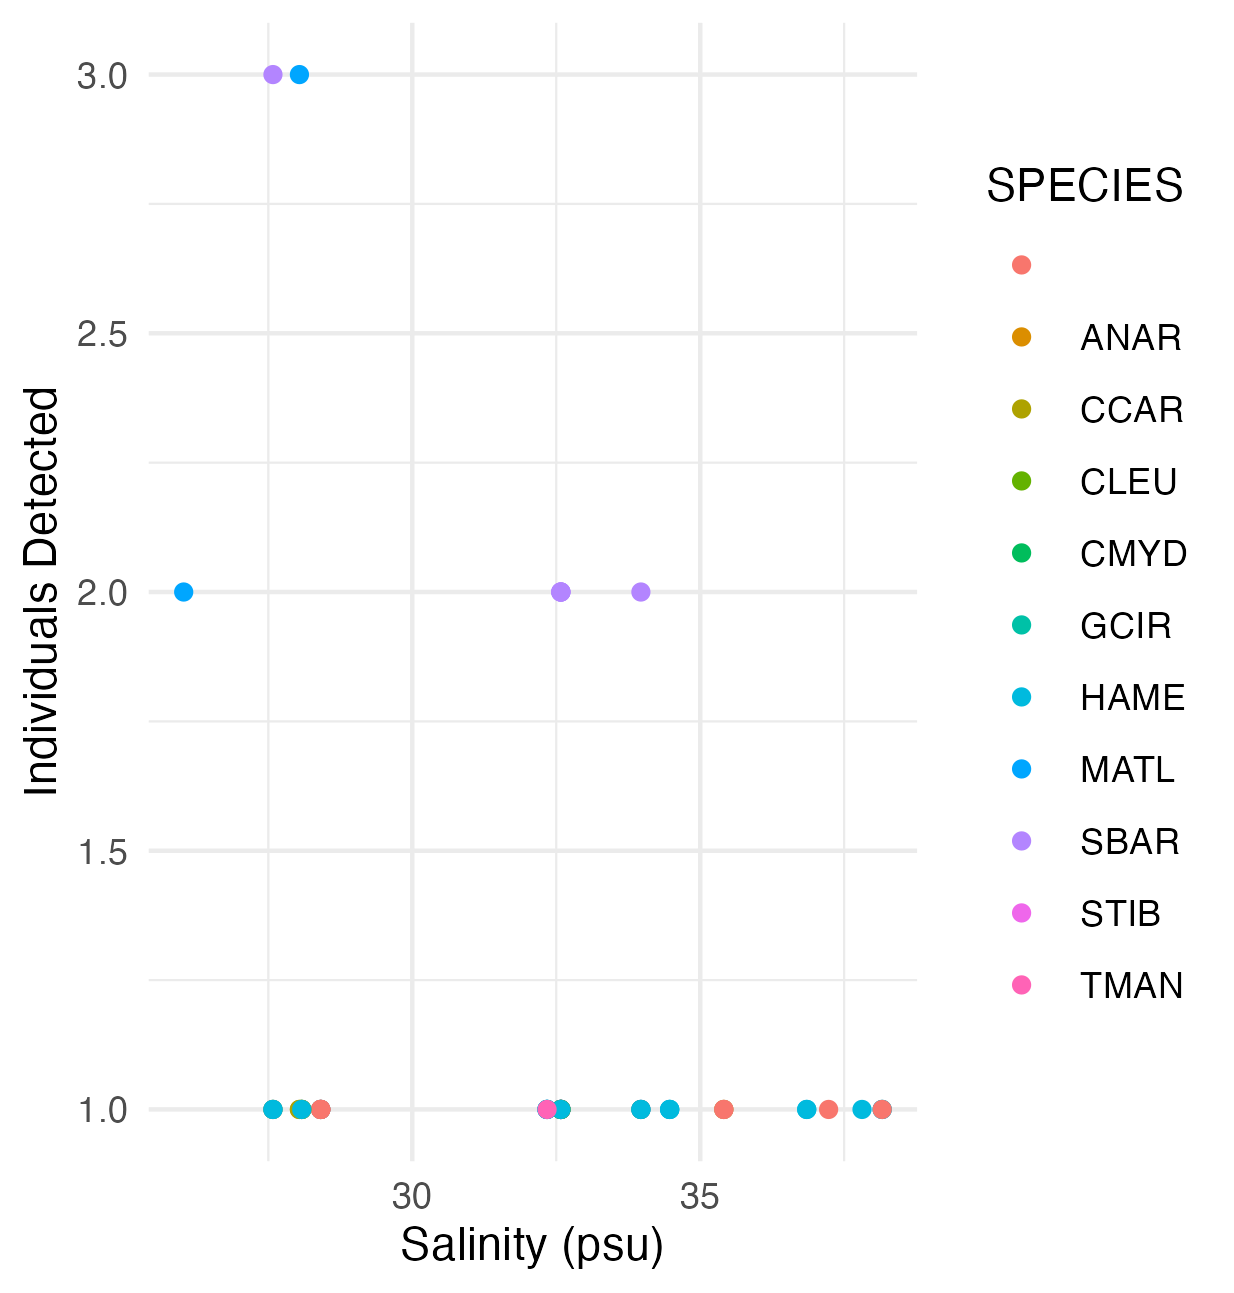 3.0
2.5
2.0
1.5
1.0
Individuals Detected
30
35
Salinity (psu)
SPECIES
ANAR
CCAR
CLEU
CMYD
GCIR
HAME
MATL
SBAR
STIB
TMAN